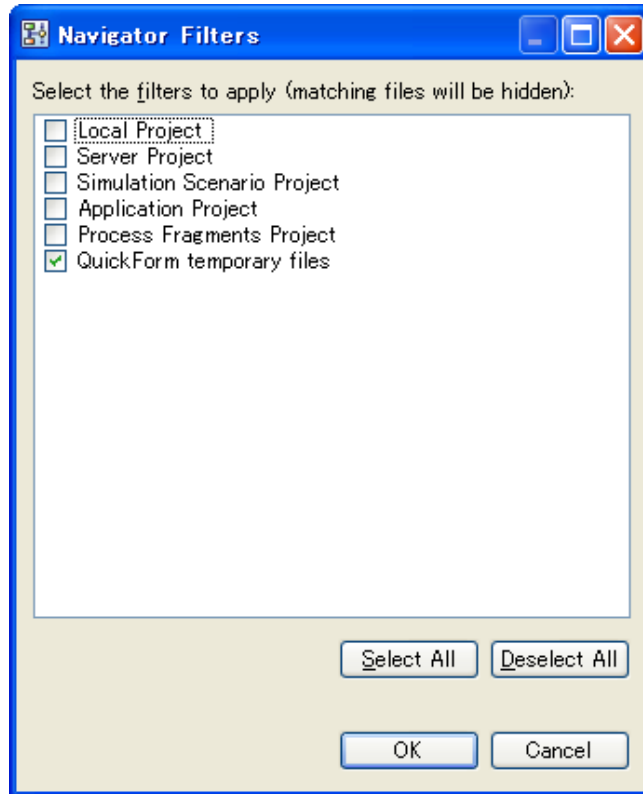 Navigator Filters
Select the filters to apply (matching files will be hidden):
Local Project
Server Project
Simulation Scenario Project
Application Project
Process Fragments Project
QuickForm temporary files
Select All Deselect All
OK Cancel